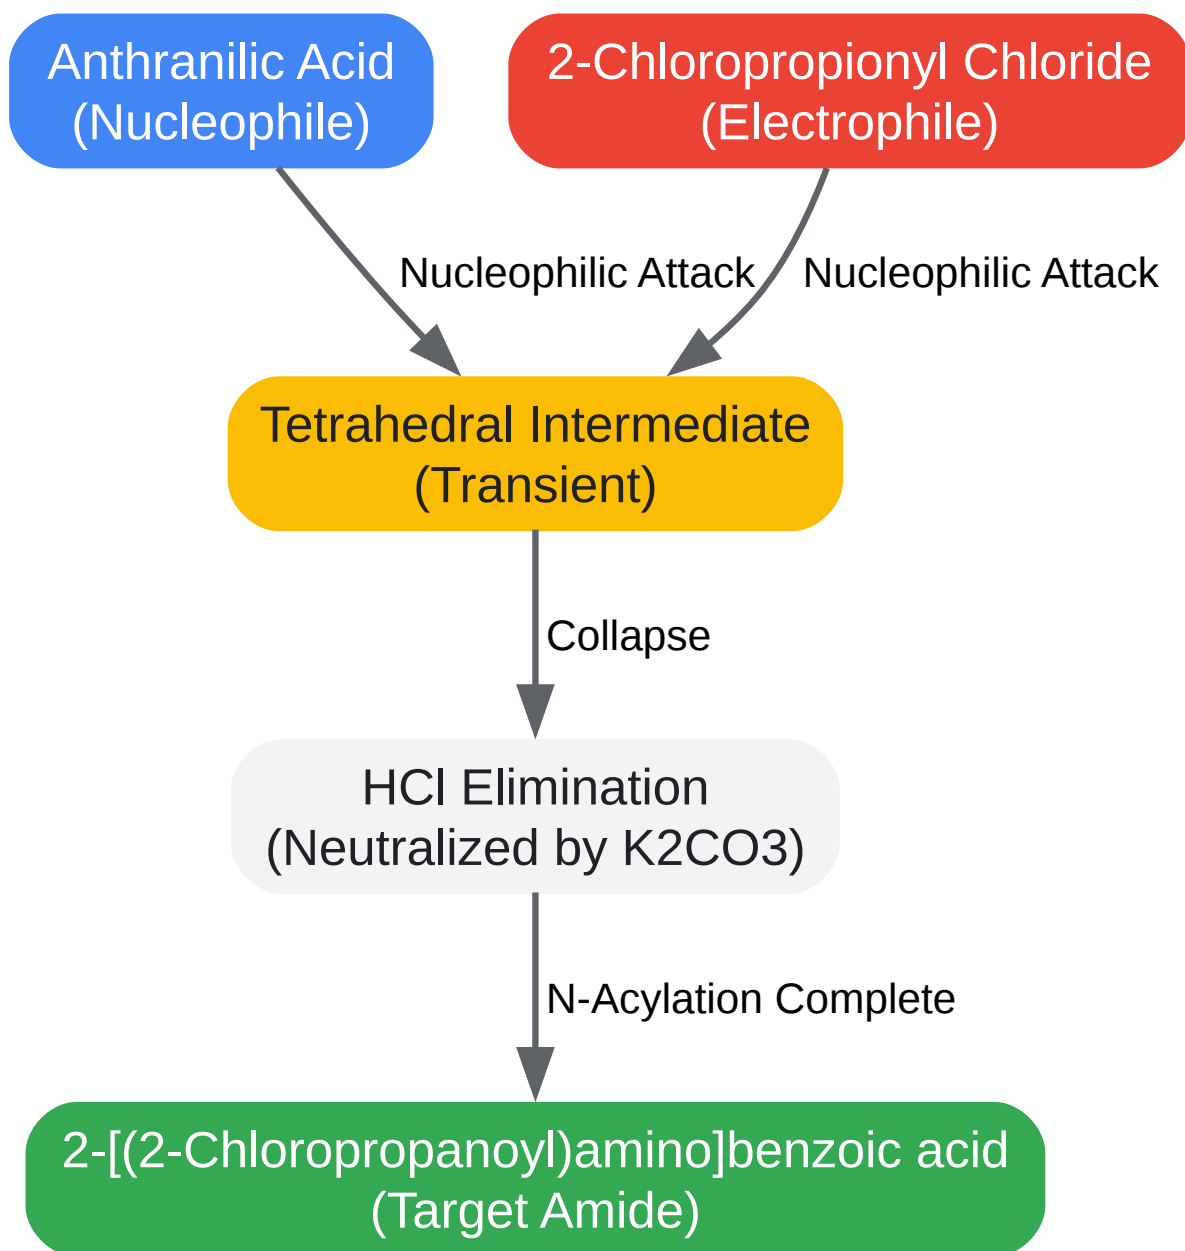 Anthranilic Acid
(Nucleophile)
2-Chloropropionyl Chloride
(Electrophile)
Nucleophilic Attack
Nucleophilic Attack
Tetrahedral Intermediate
(Transient)
Collapse
HCl Elimination
(Neutralized by K2CO3)
N-Acylation Complete
2-[(2-Chloropropanoyl)amino]benzoic acid
(Target Amide)